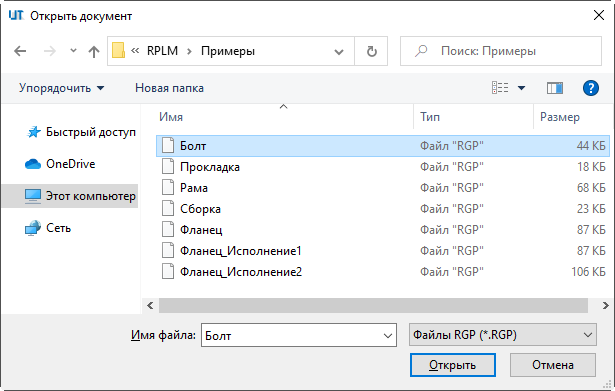 UT Открыть документ
« RPLM › Примеры
Поиск: Примеры
Упорядочить Новая папка ?
Имя Тип Размер
Быстрый доступ
OneDrive
Этот компьютер
Сеть
Болт Файл "RGP" 44 КБ
Прокладка Файл "RGP" 18 КБ
Рама Файл "RGP" 68 КБ
Сборка Файл "RGP" 23 КБ
Фланец Файл "RGP" 87 КБ
Фланец_Исполнение1 Файл "RGP" 87 КБ
Фланец_Исполнение2 Файл "RGP" 106 КБ
Имя файла: Болт Файлы RGP (*.RGP)
Открыть Отмена